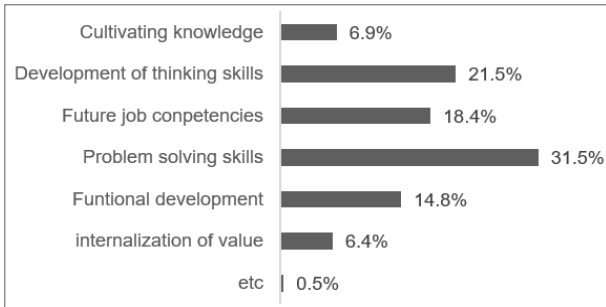 Cultivating knowledge 6.9%
Development of thinking skills 21.5%
Future job conpetencies 18.4%
Problem solving skills 31.5%
Funtional development 14.8%
internalization of value 6.4%
etc 0.5%